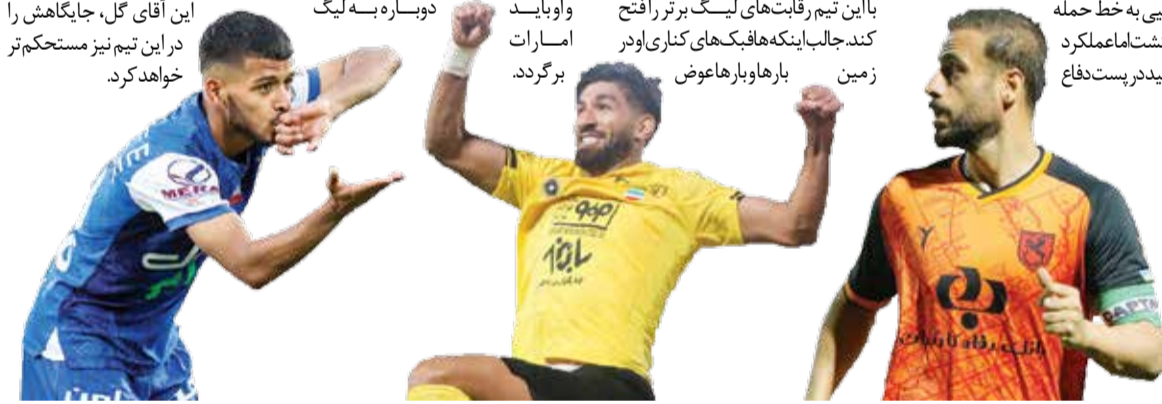 یی به خط حمله
شت اما عملکرد
ید در پست دفاع
با این تیم رقابت‌های لیگ برتر را فتح
کند. جالب اینکه هافبک‌های کناری او در
زمین بارها و بارها عوض
و او باید دوباره به لیگ
امارات
برگردد.
این آقای گل، جایگاهش را
در این تیم نیز مستحکم‌تر
خواهد کرد.
MERA
CAPTA